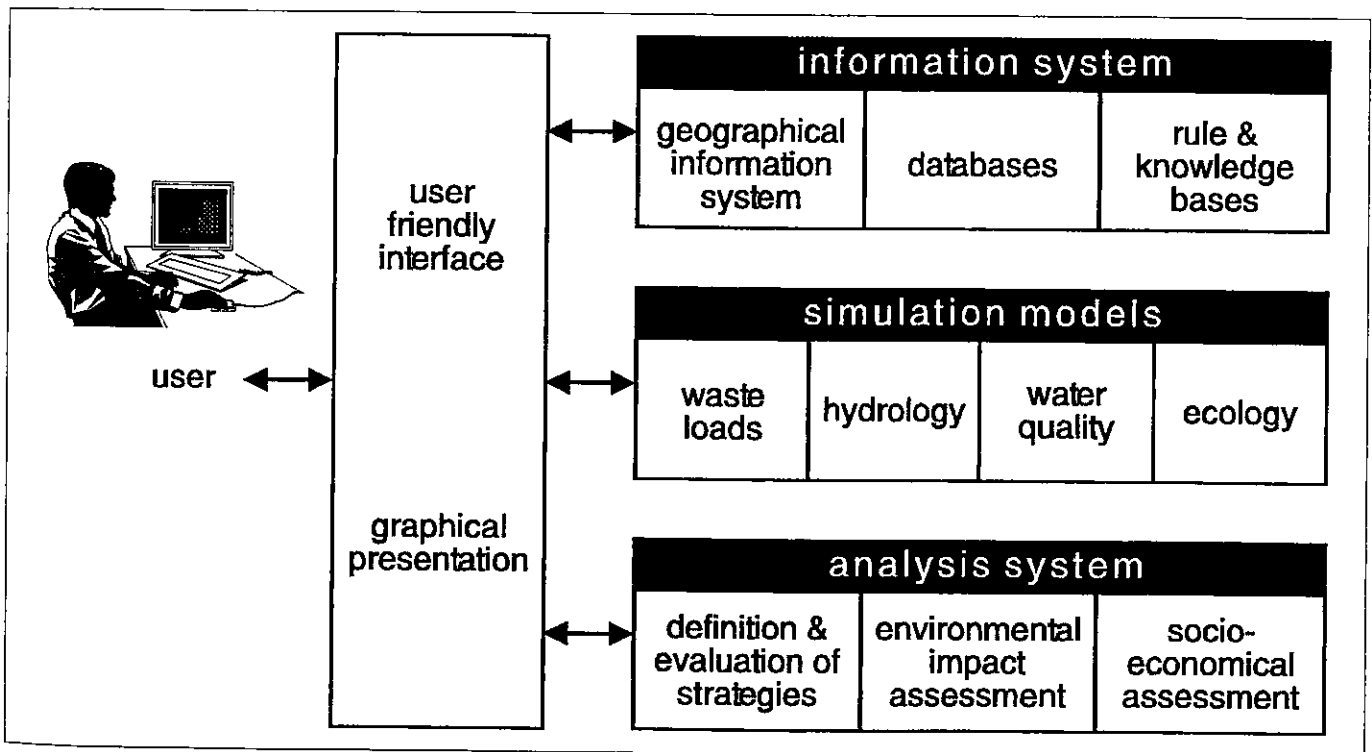 user
user
friendly
interface
graphical
presentation
information system
geographical
information
system
databases
rule &
knowledge
bases
simulation models
waste
loads
hydrology
water
quality
ecology
analysis system
definition &
evaluation of
strategies
environmental
impact
assessment
socio-
economical
assessment